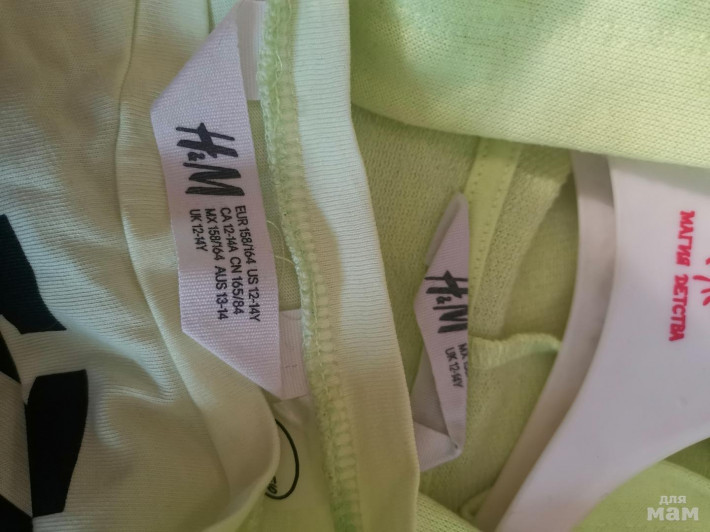 H&M
EUR 158/164 US 12-14Y
CA 12-14A CN 165/84
MX 158/164 AUS 13-14
UK 12-14Y
H&M
MX
UK 12-14Y
МАГИЯ ДЕТСТВА
для
мам